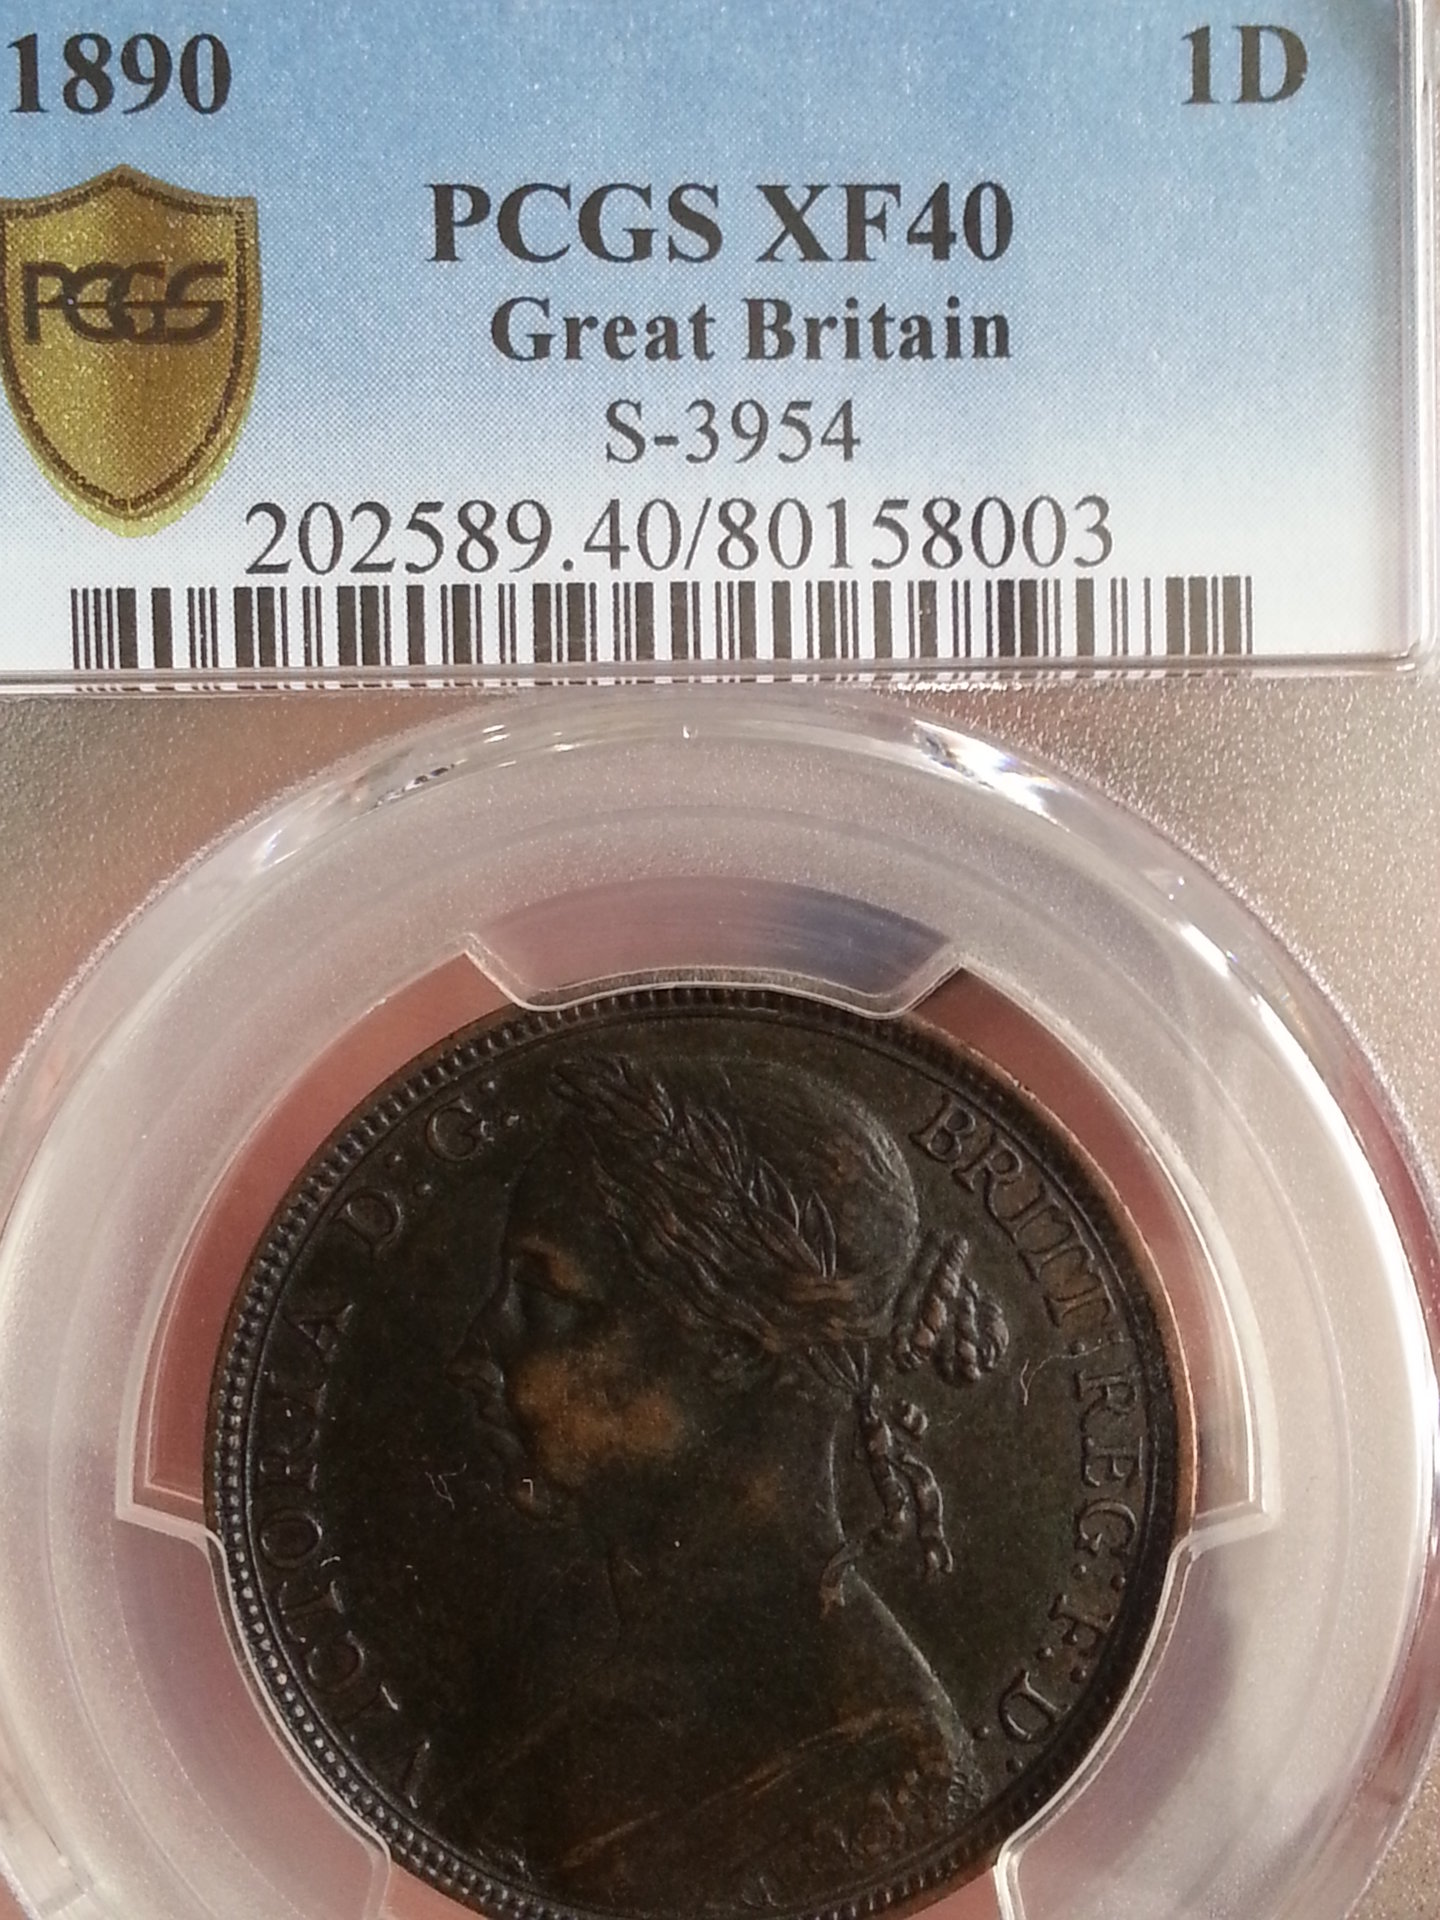 1890 1D
PCGS XF40
PCGS
Great Britain
S-3954
202589.40/80158003
VICTORIA D:G: BRITT:REG:F:D: